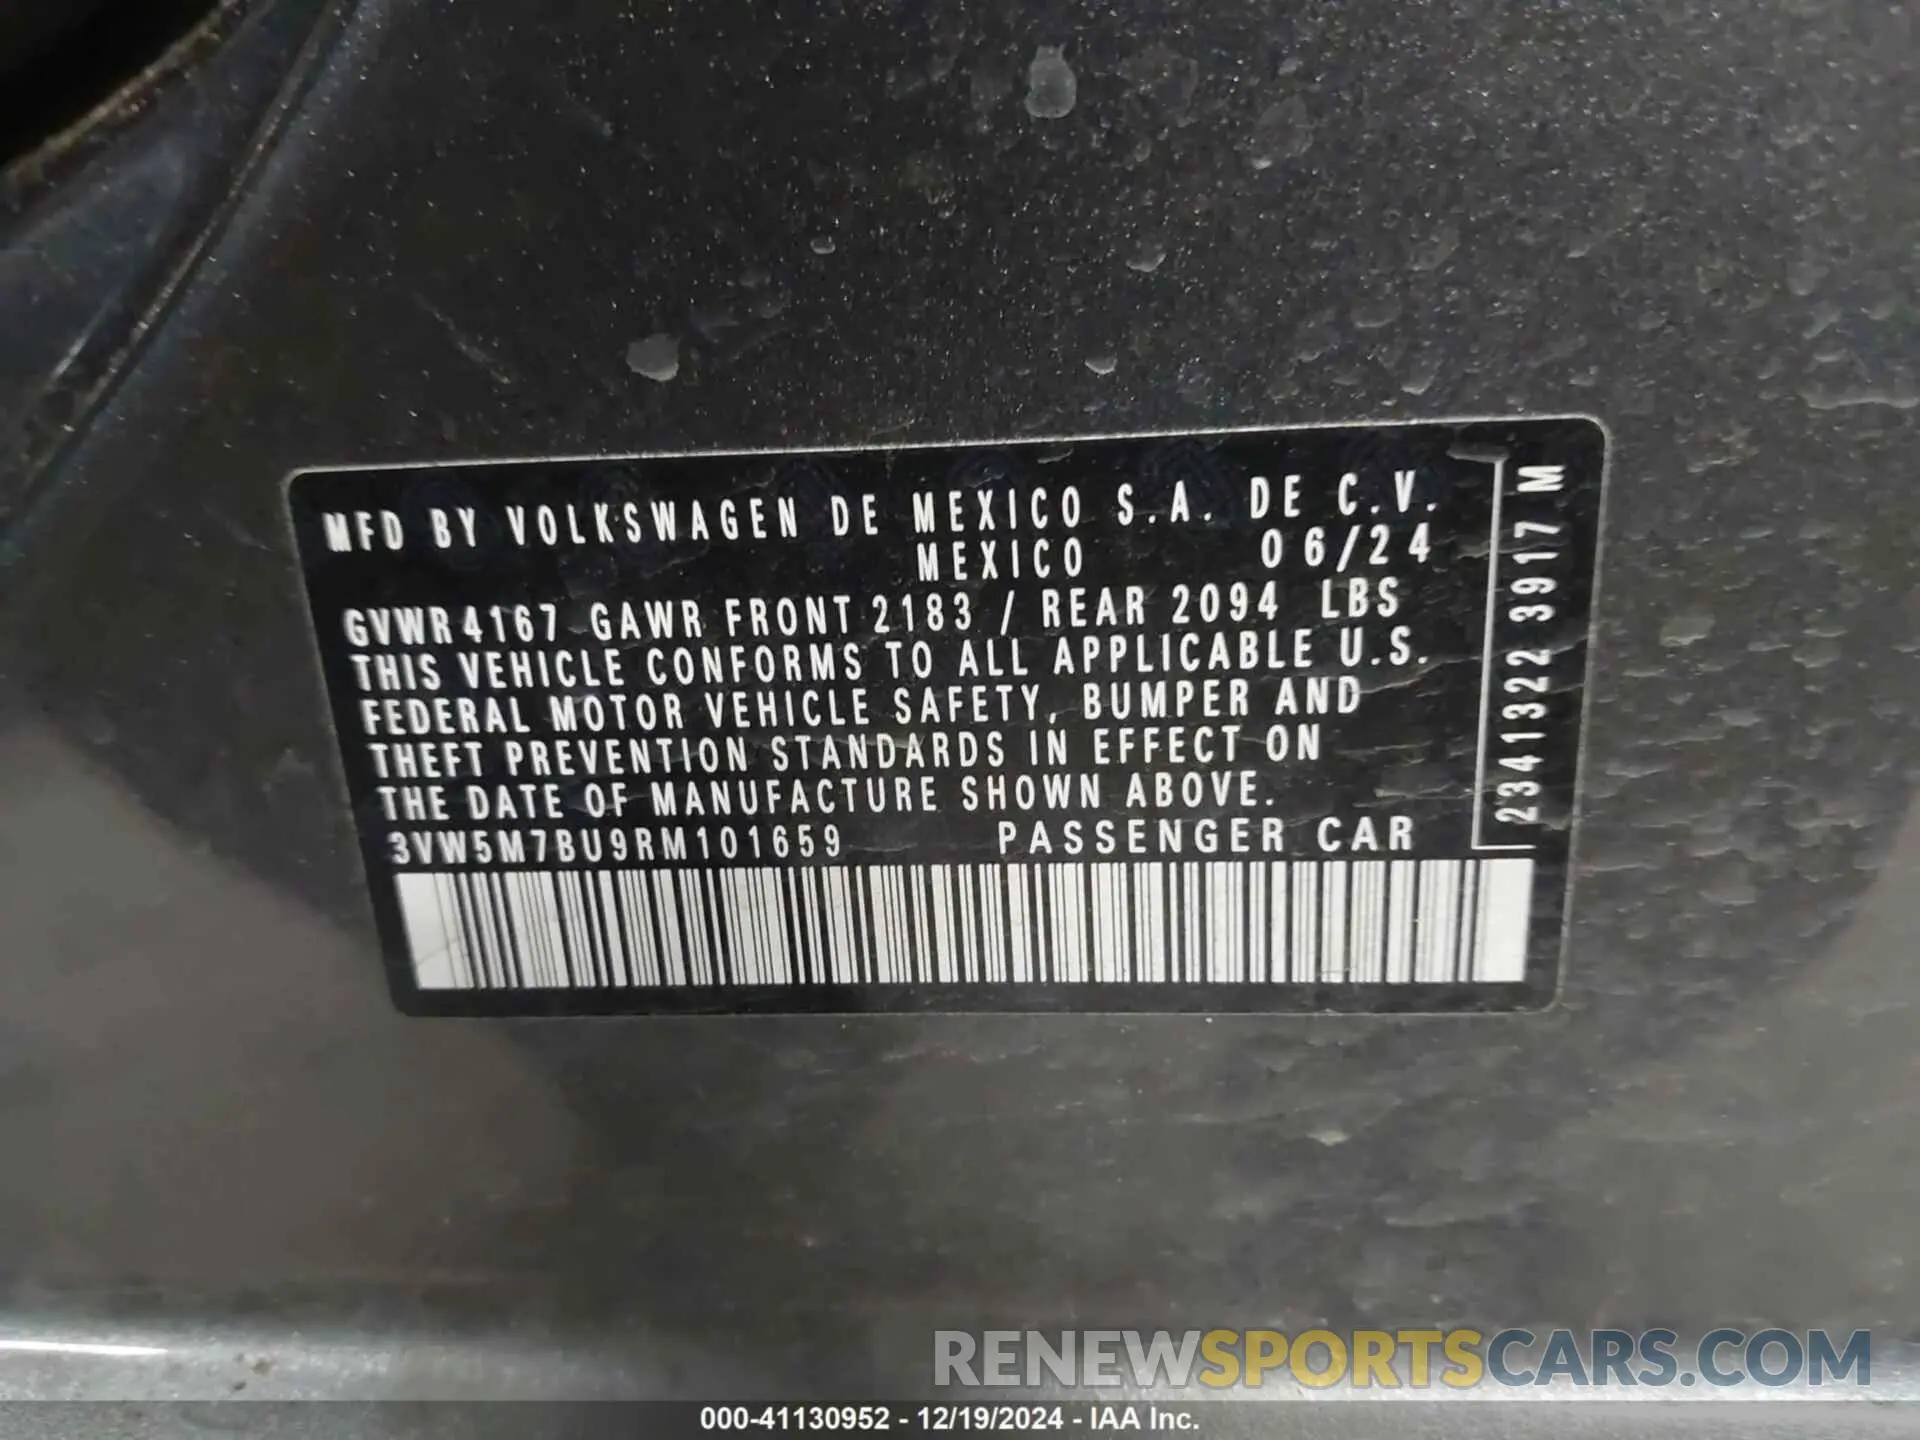 MFD BY VOLKSWAGEN DE MEXICO S.A. DE C.V.
MEXICO 06/24
GVWR 4167 GAWR FRONT 2183 / REAR 2094 LBS
THIS VEHICLE CONFORMS TO ALL APPLICABLE U.S.
FEDERAL MOTOR VEHICLE SAFETY, BUMPER AND
THEFT PREVENTION STANDARDS IN EFFECT ON
THE DATE OF MANUFACTURE SHOWN ABOVE.
3VW5M7BU9RM101659 PASSENGER CAR
2341322 3917 M
RENEWSPORTSCARS.COM
000-41130952 - 12/19/2024 - IAA Inc.